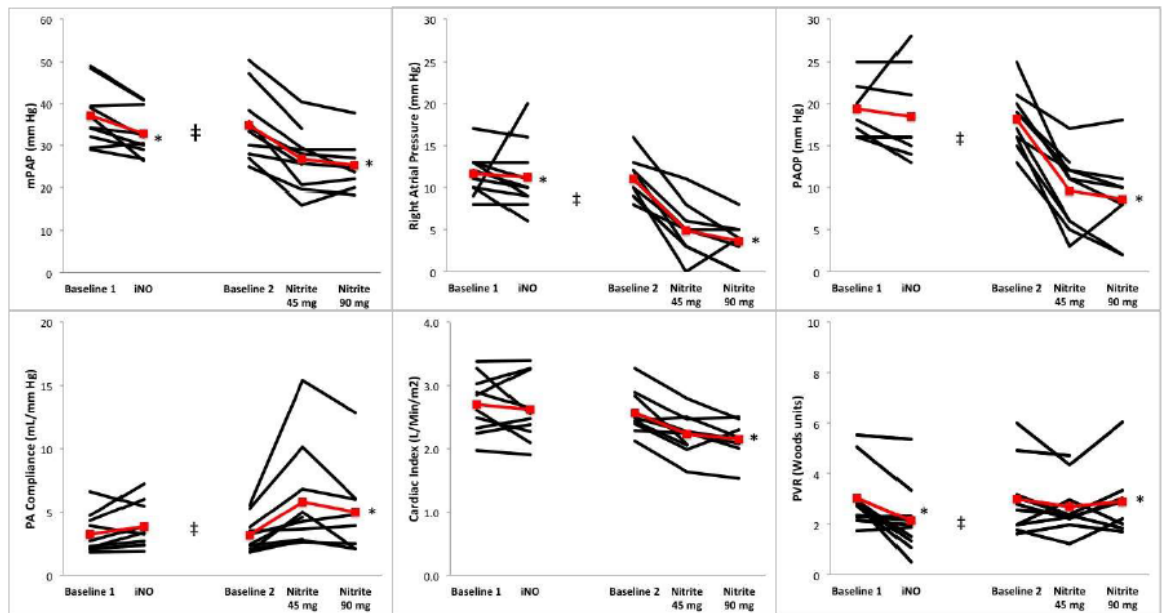 mPAP (mm Hg)
60
50
40
30
20
10
0
*
‡
*
Baseline 1
iNO
Baseline 2
Nitrite
45 mg
Nitrite
90 mg
Right Atrial Pressure (mm Hg)
30
25
20
15
10
5
0
*
‡
*
Baseline 1
iNO
Baseline 2
Nitrite
45 mg
Nitrite
90 mg
PAOP (mm Hg)
30
25
20
15
10
5
0
‡
*
Baseline 1
iNO
Baseline 2
Nitrite
45 mg
Nitrite
90 mg
PA Compliance (mL/mm Hg)
20
15
10
5
0
‡
*
Baseline 1
iNO
Baseline 2
Nitrite
45 mg
Nitrite
90 mg
Cardiac Index (L/Min/m2)
4.0
3.0
2.0
1.0
0.0
*
Baseline 1
iNO
Baseline 2
Nitrite
45 mg
Nitrite
90 mg
PVR (Woods units)
10
8
6
4
2
0
*
‡
*
Baseline 1
iNO
Baseline 2
Nitrite
45 mg
Nitrite
90 mg